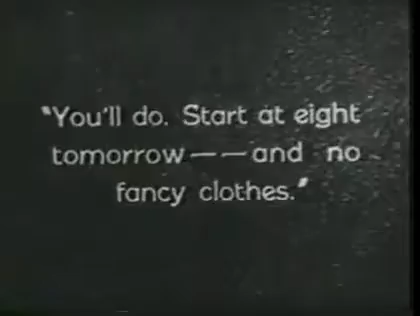 "You'll do. Start at eight
tomorrow——and no
fancy clothes."